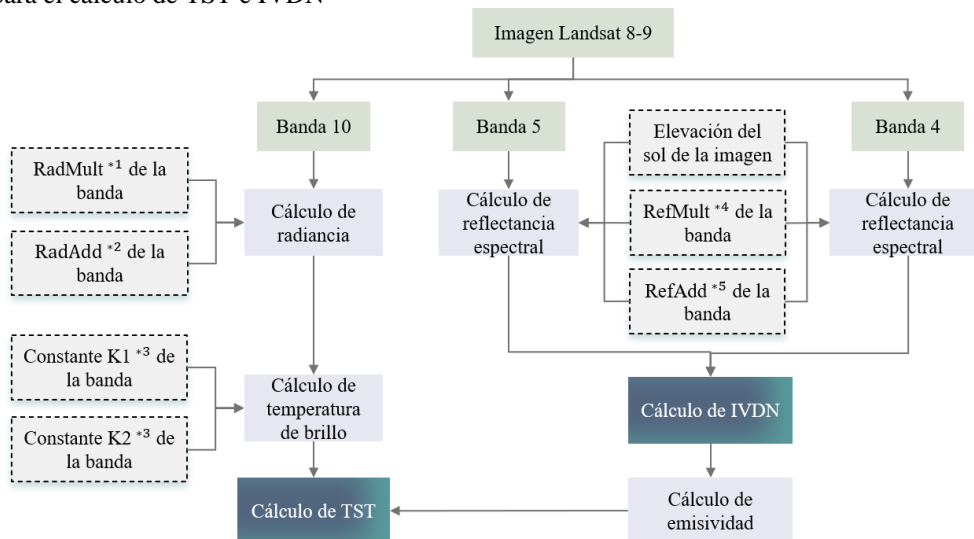 para el cálculo de TST e IVDN
Imagen Landsat 8-9
Banda 10
Banda 5
Elevación del
sol de la imagen
Banda 4
RadMult *1 de la
banda
RadAdd *2 de la
banda
Cálculo de
radiancia
Cálculo de
reflectancia
espectral
RefMult *4 de la
banda
Cálculo de
reflectancia
espectral
RefAdd *5 de la
banda
Constante K1 *3 de
la banda
Constante K2 *3 de
la banda
Cálculo de
temperatura
de brillo
Cálculo de IVDN
Cálculo de TST
Cálculo de
emisividad